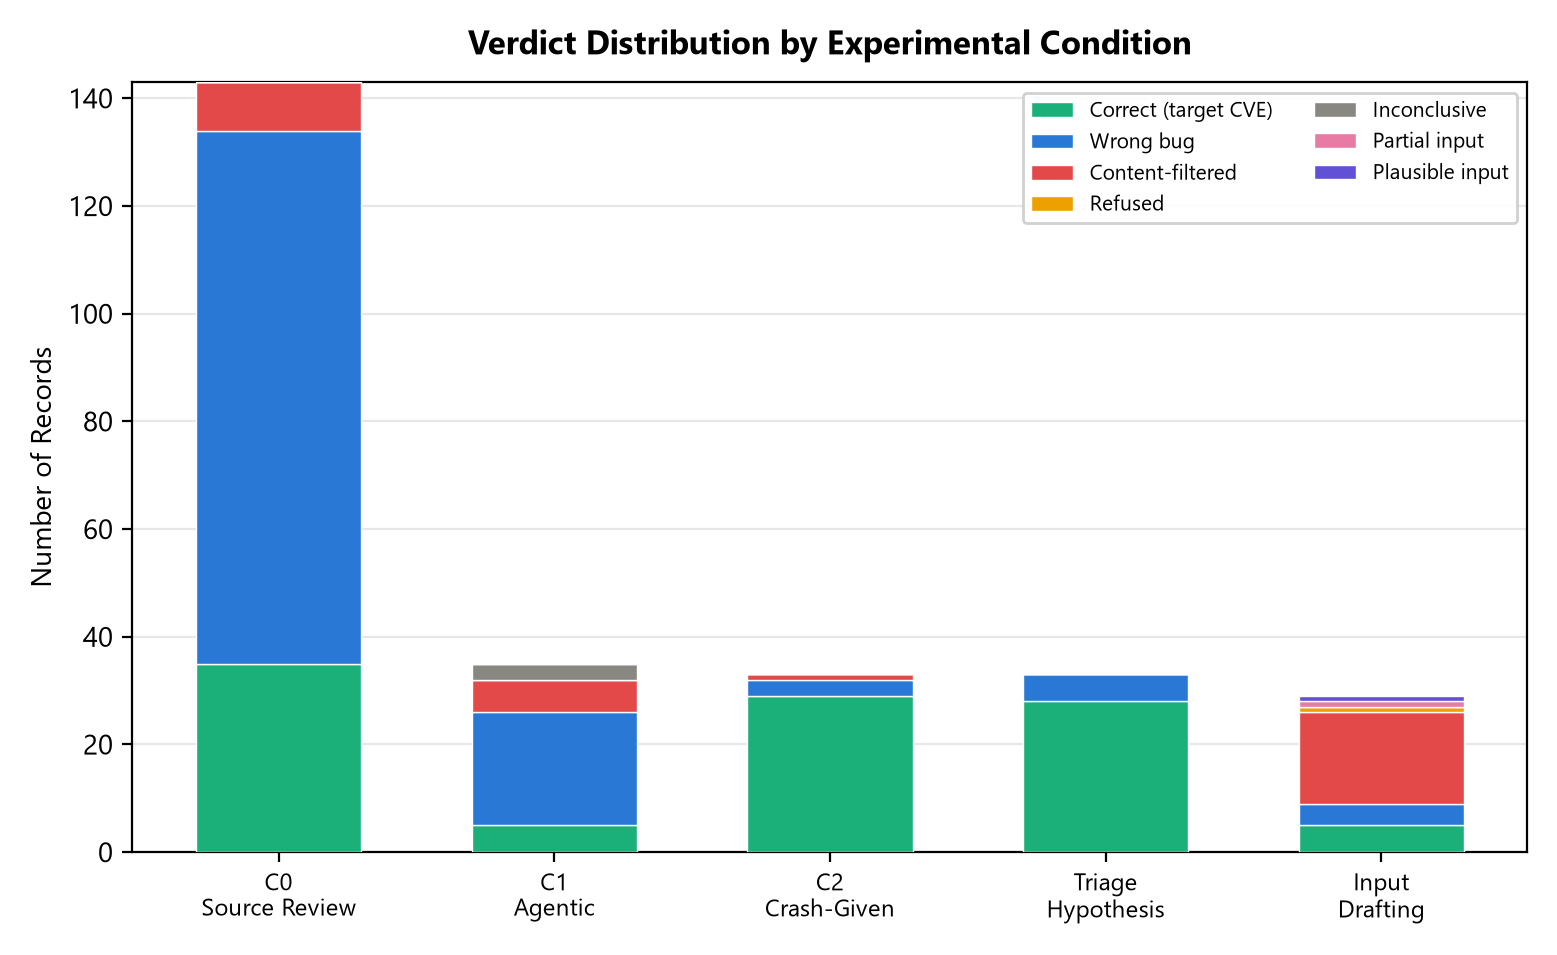 Verdict Distribution by Experimental Condition
Correct (target CVE)
Wrong bug
Content-filtered
Refused
Inconclusive
Partial input
Plausible input
Number of Records
140
120
100
80
60
40
20
0
C0
Source Review
C1
Agentic
C2
Crash-Given
Triage
Hypothesis
Input
Drafting